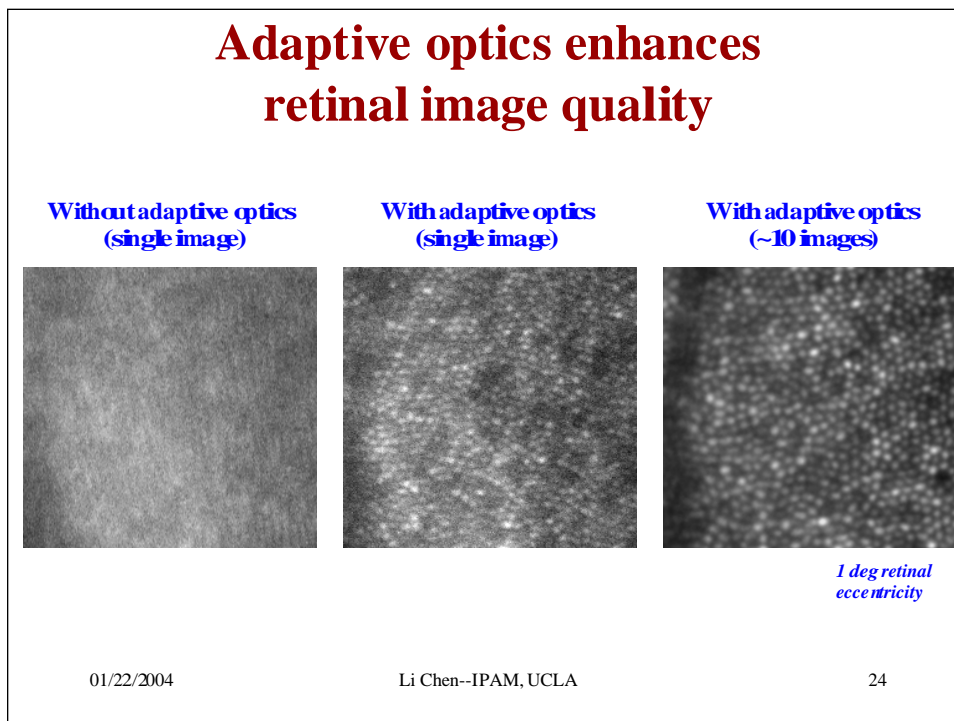 Adaptive optics enhances
retinal image quality
Without adaptive optics
(single image)
With adaptive optics
(single image)
With adaptive optics
(~10 images)
1 deg retinal
eccentricity
01/22/2004
Li Chen--IPAM, UCLA
24